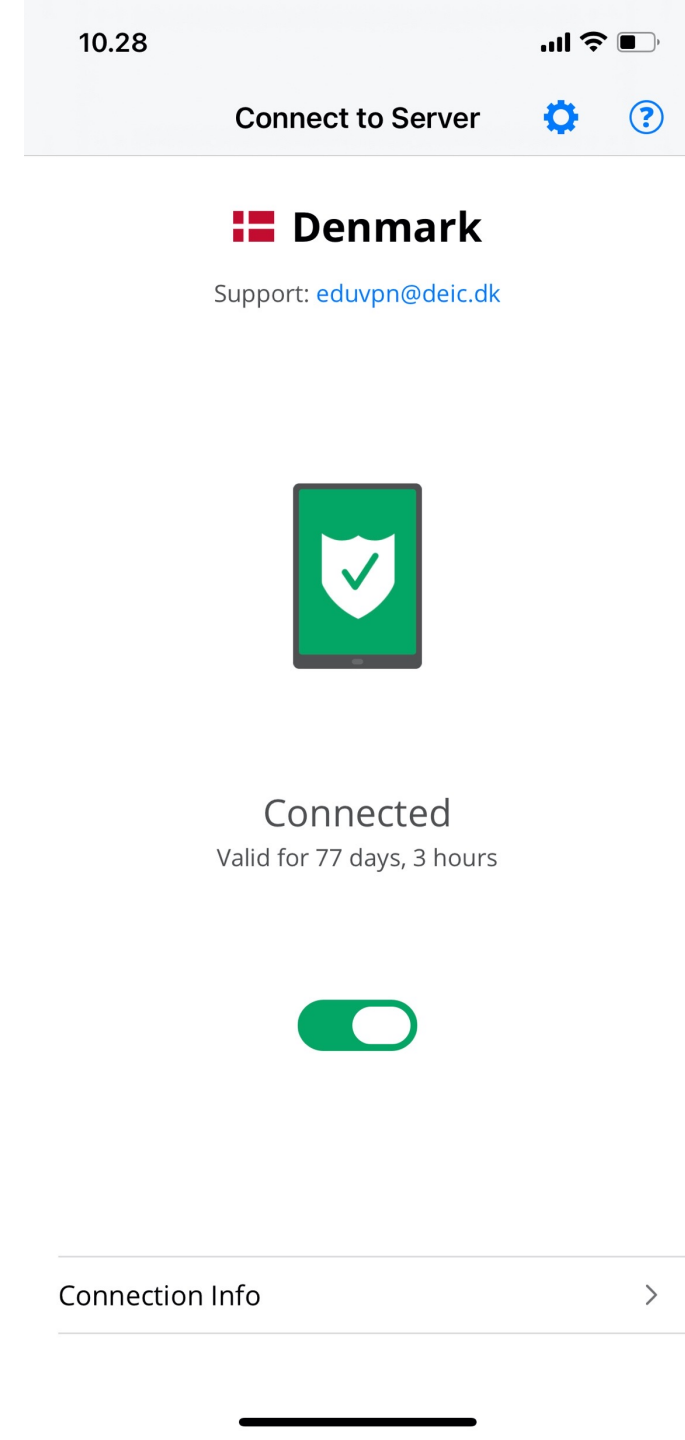 10.28
Connect to Server
?
Denmark
Support: eduvpn@deic.dk
Connected
Valid for 77 days, 3 hours
Connection Info